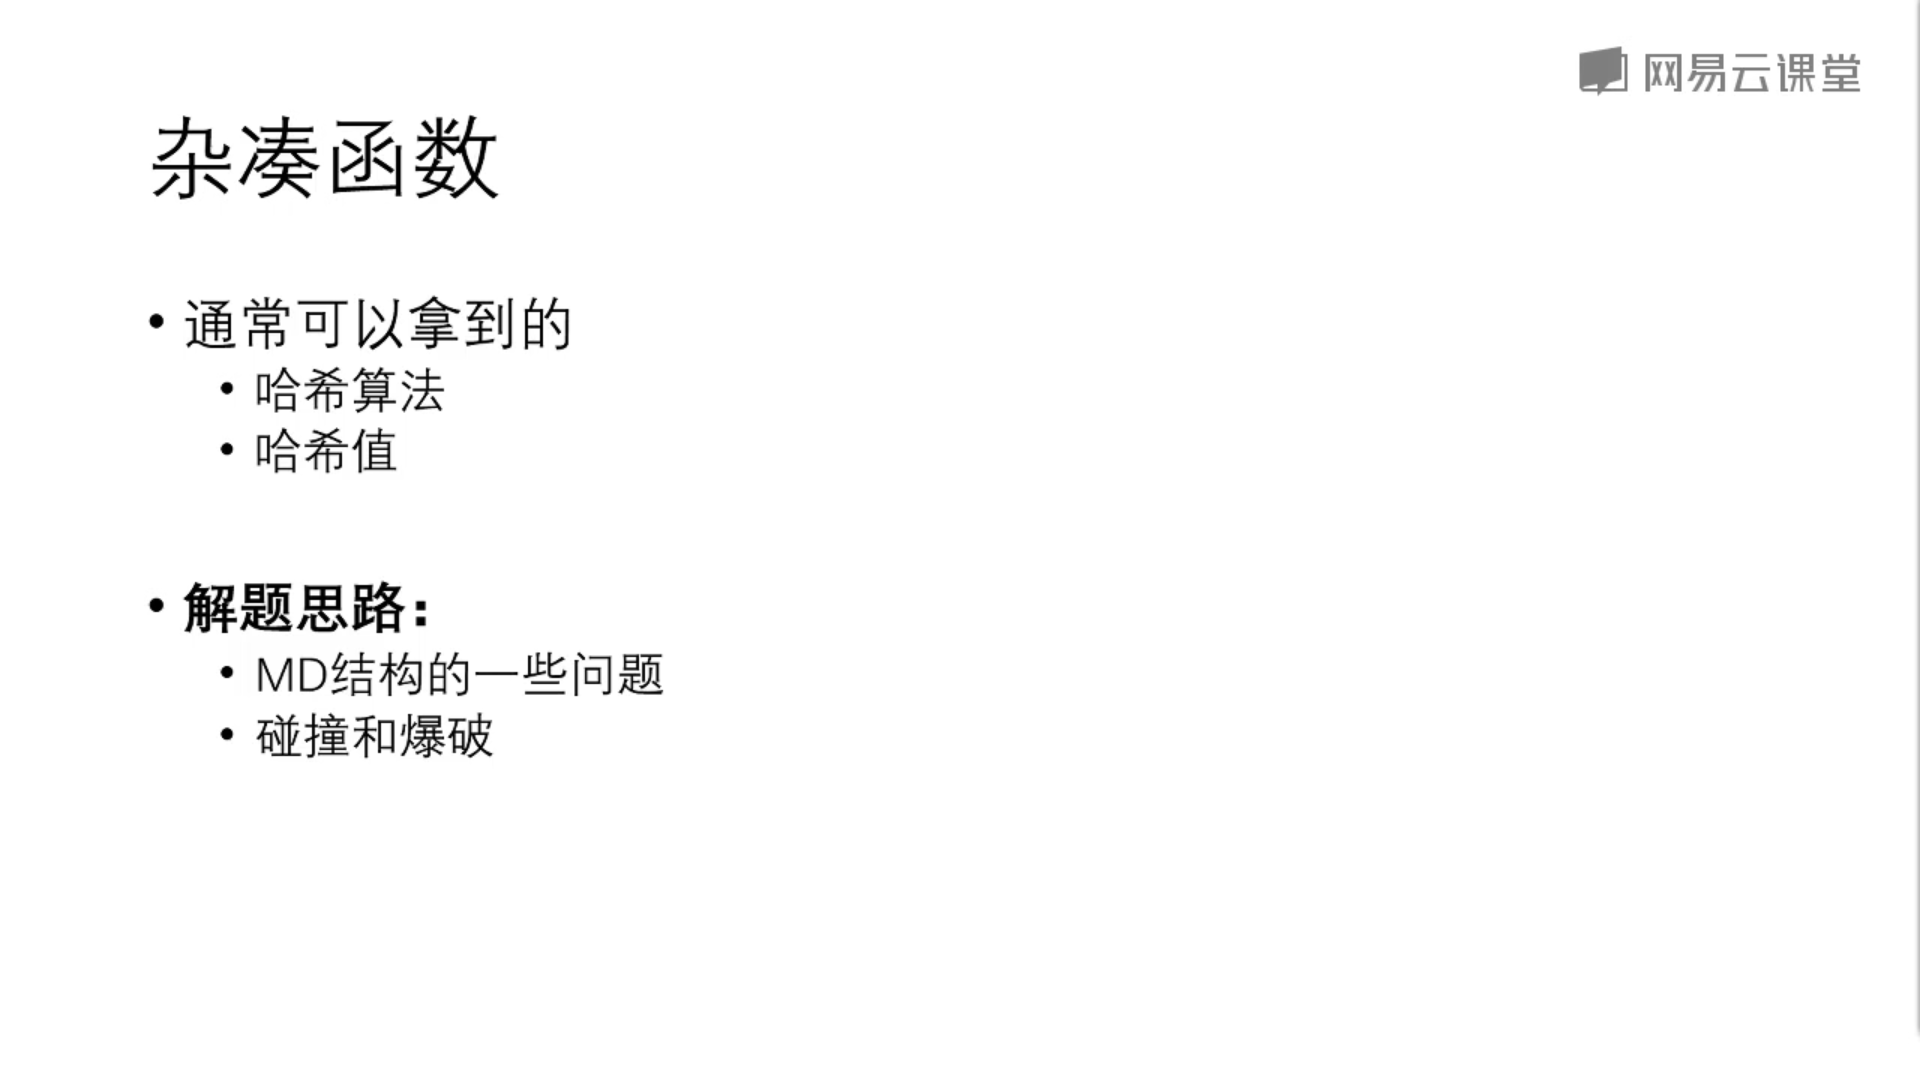 网易云课堂
杂凑函数
• 通常可以拿到的
• 哈希算法
• 哈希值
• 解题思路：
• MD结构的一些问题
• 碰撞和爆破